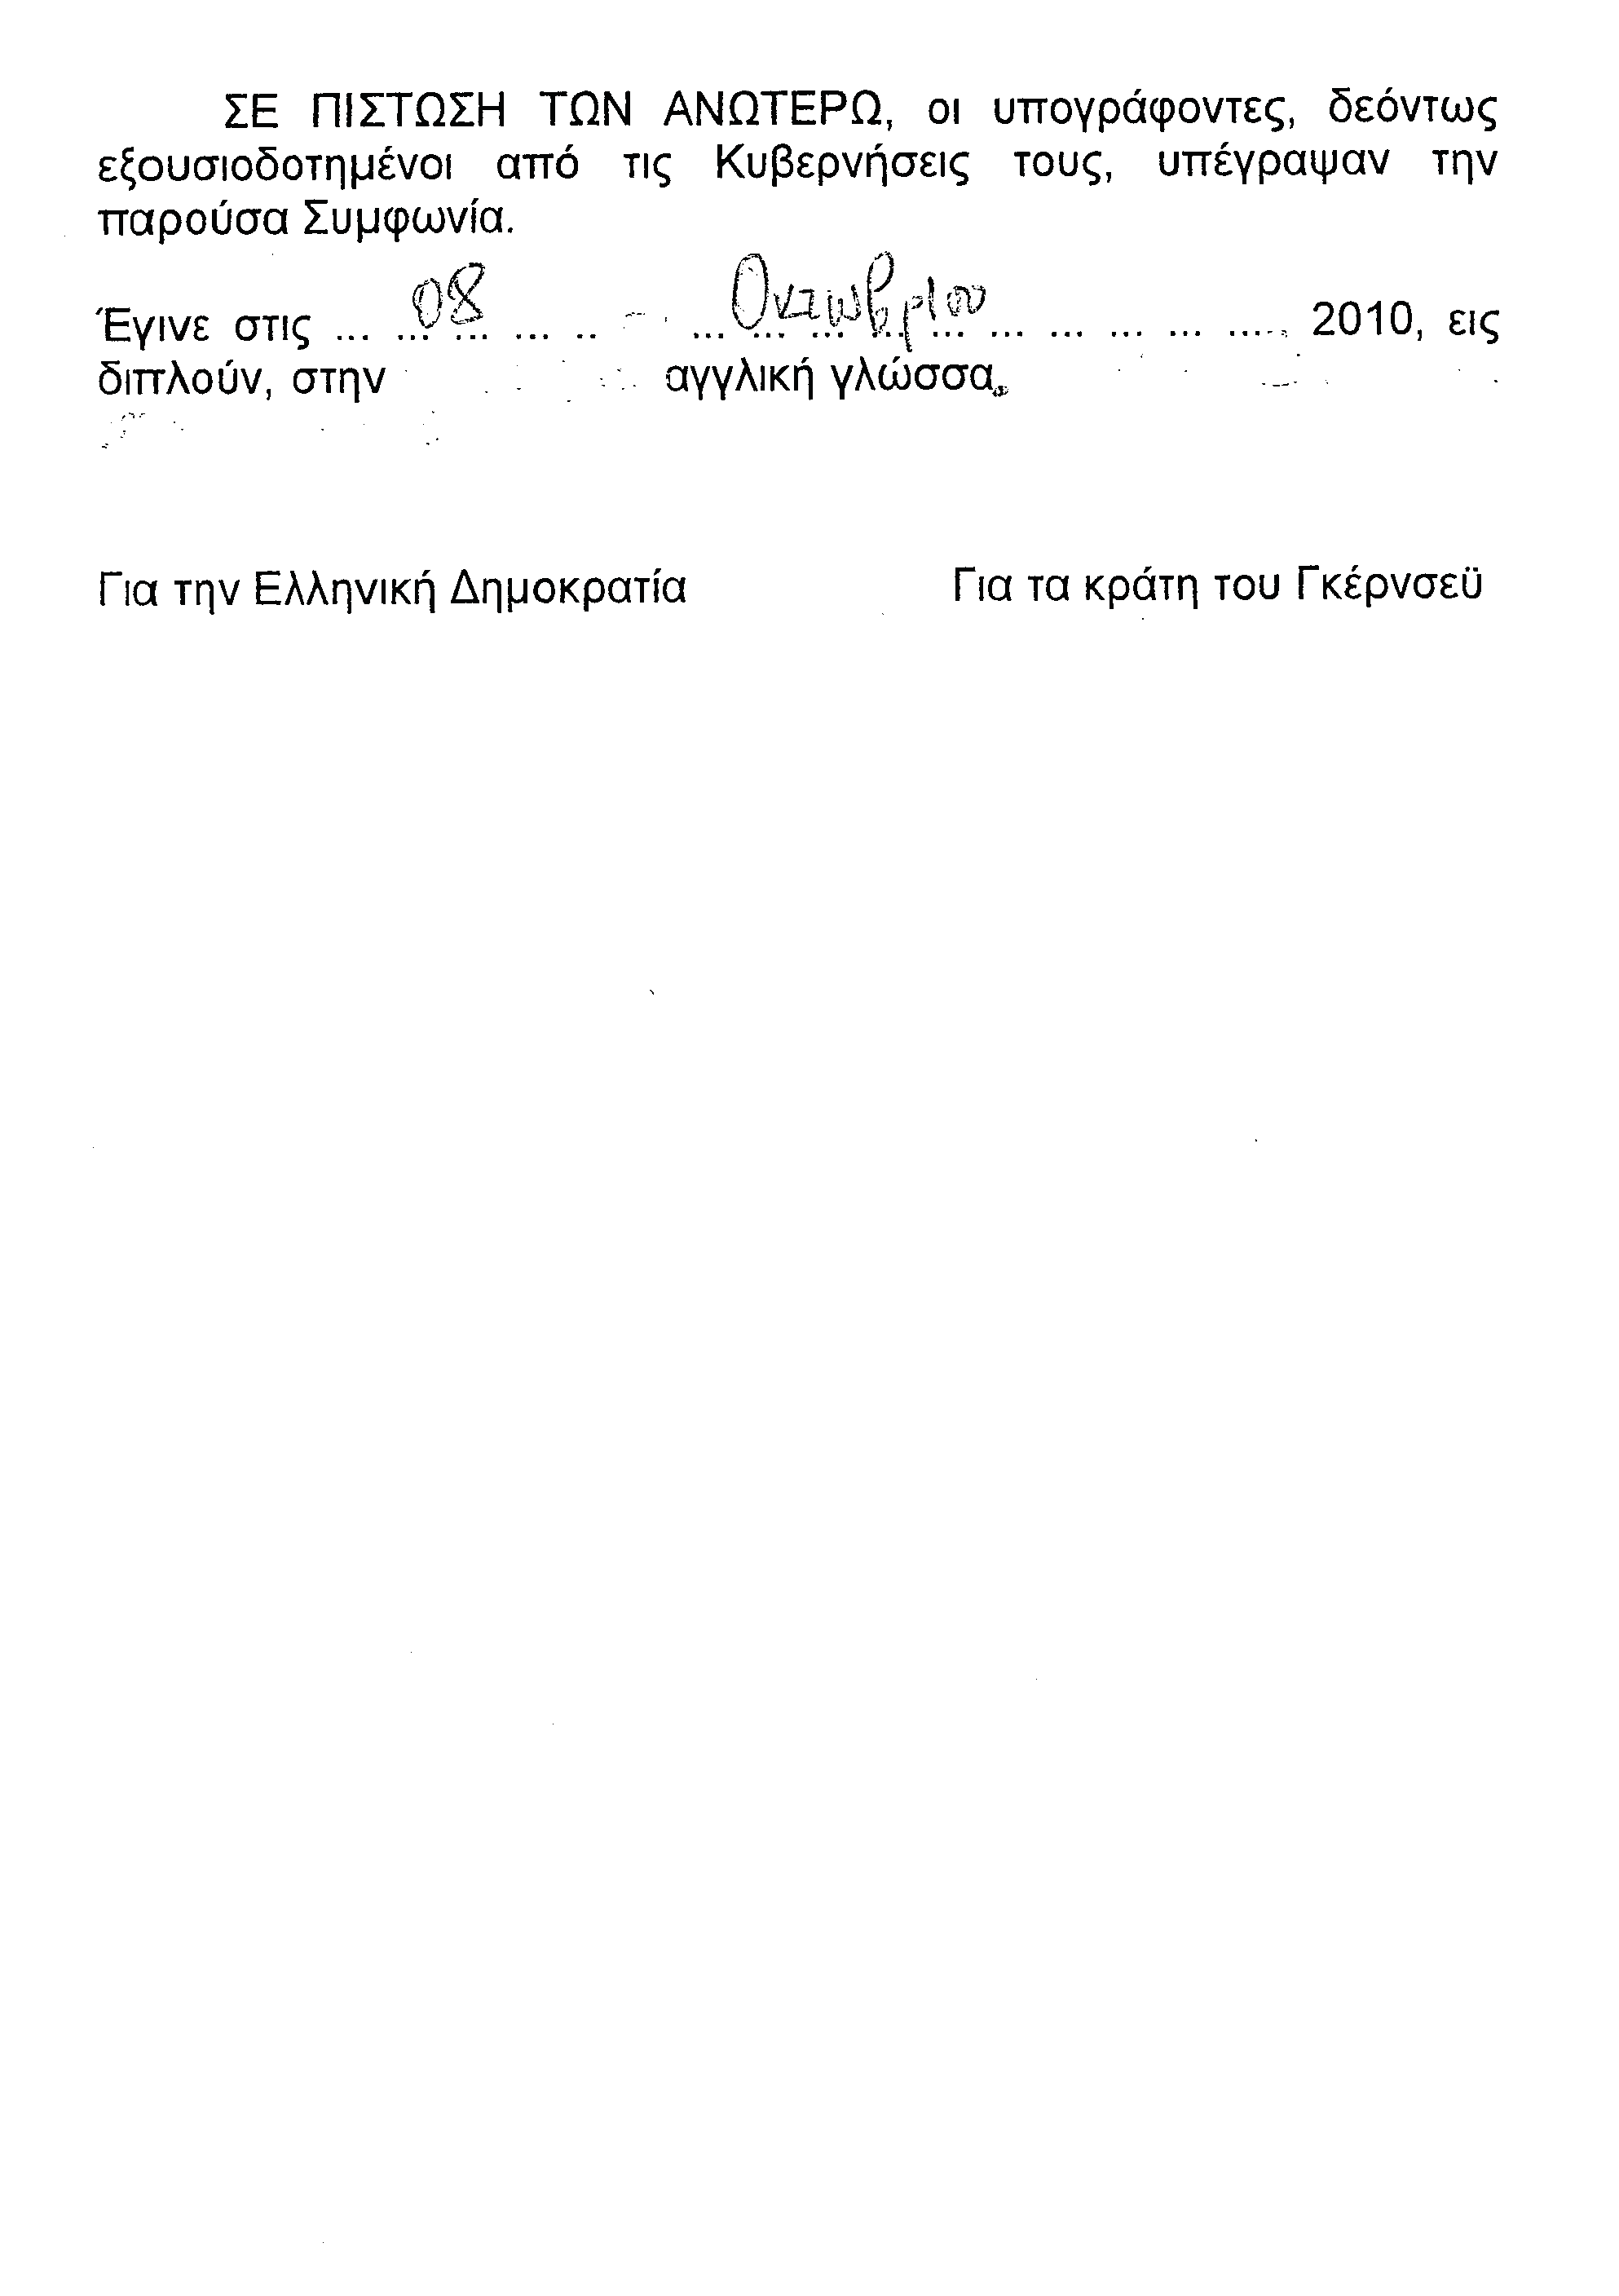 ΣΕ ΠΙΣΤΩΣΗ ΤΩΝ ΑΝΩΤΕΡΩ, οι υπογράφοντες, δεόντως
εξουσιοδοτημένοι από τις Κυβερνήσεις τους, υπέγραψαν την
παρούσα Συμφωνία.
Έγινε στις ... 08 ... Οκτωβρίου ... 2010, εις
διπλούν, στην αγγλική γλώσσα,
Για την Ελληνική Δημοκρατία Για τα κράτη του Γκέρνσεϋ